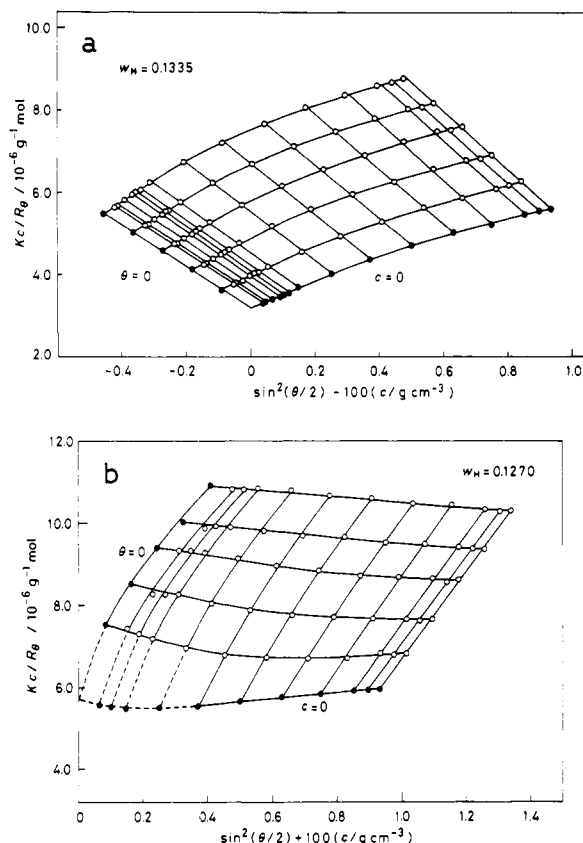 a
w_H = 0.1335
10.0
8.0
6.0
4.0
2.0
Kc/R_θ / 10⁻⁶ g⁻¹ mol
θ = 0
c = 0
-0.4
-0.2
0
0.2
0.4
0.6
0.8
1.0
sin²(θ/2) - 100(c/g cm⁻³)
b
w_H = 0.1270
12.0
10.0
8.0
6.0
4.0
Kc/R_θ / 10⁻⁶ g⁻¹ mol
θ = 0
c = 0
0
0.2
0.4
0.6
0.8
1.0
1.2
1.4
sin²(θ/2) + 100(c/g cm⁻³)